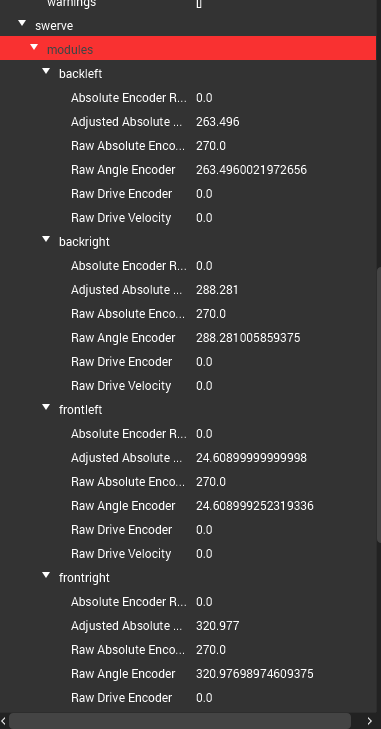 warnings []
swerve
modules
backleft
Absolute Encoder R... 0.0
Adjusted Absolute ... 263.496
Raw Absolute Enco... 270.0
Raw Angle Encoder 263.4960021972656
Raw Drive Encoder 0.0
Raw Drive Velocity 0.0
backright
Absolute Encoder R... 0.0
Adjusted Absolute ... 288.281
Raw Absolute Enco... 270.0
Raw Angle Encoder 288.281005859375
Raw Drive Encoder 0.0
Raw Drive Velocity 0.0
frontleft
Absolute Encoder R... 0.0
Adjusted Absolute ... 24.60899999999998
Raw Absolute Enco... 270.0
Raw Angle Encoder 24.608999252319336
Raw Drive Encoder 0.0
Raw Drive Velocity 0.0
frontright
Absolute Encoder R... 0.0
Adjusted Absolute ... 320.977
Raw Absolute Enco... 270.0
Raw Angle Encoder 320.97698974609375
Raw Drive Encoder 0.0